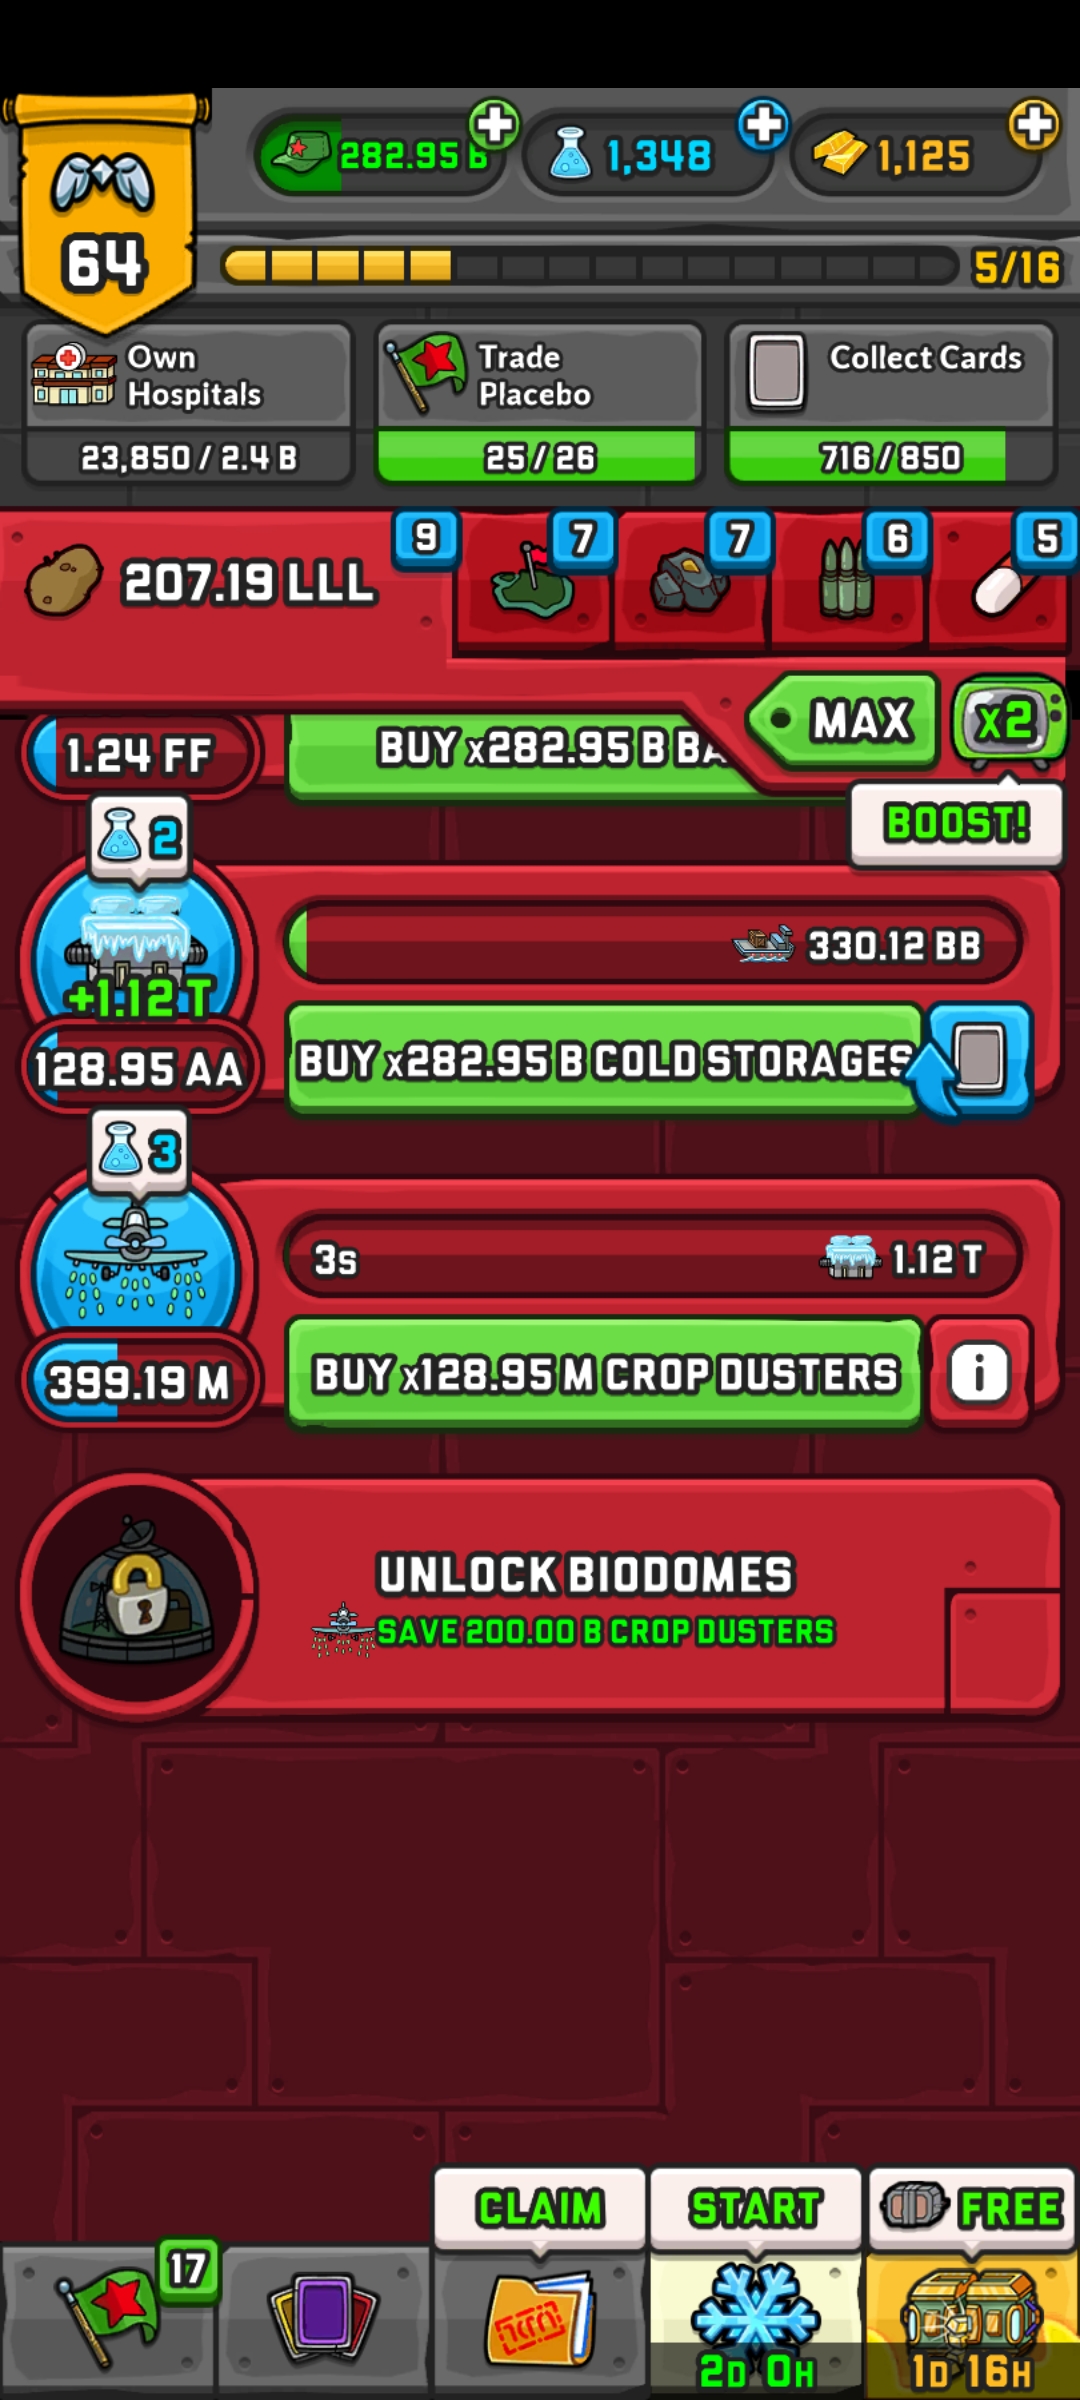 282.95 B
1,348
1,125
64
5/16
Own
Hospitals
23,850 / 2.4 B
Trade
Placebo
25 / 26
Collect Cards
716 / 850
207.19 LLL
9
7
7
6
5
MAX
x2
BOOST!
1.24 FF
BUY x282.95 B BA
2
+1.12 T
128.95 AA
330.12 BB
BUY x282.95 B COLD STORAGES
3
399.19 M
3s
1.12 T
BUY x128.95 M CROP DUSTERS
i
UNLOCK BIODOMES
SAVE 200.00 B CROP DUSTERS
CLAIM
START
FREE
17
2D 0H
1D 16H